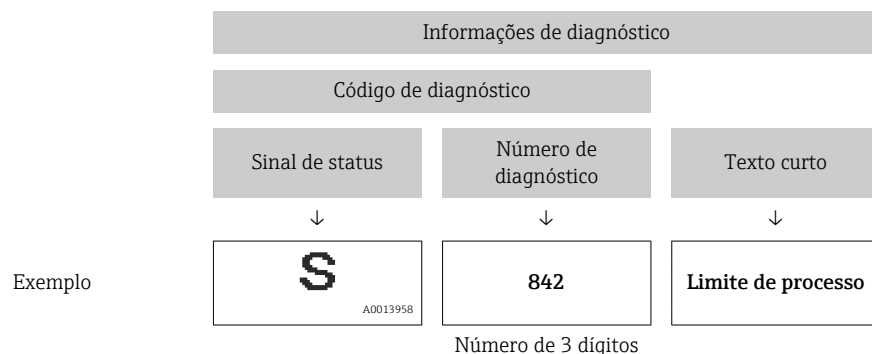 Informações de diagnóstico
Código de diagnóstico
Sinal de status
Número de
diagnóstico
Texto curto
↓ ↓ ↓
Exemplo
S
A0013958
842
Limite de processo
Número de 3 dígitos